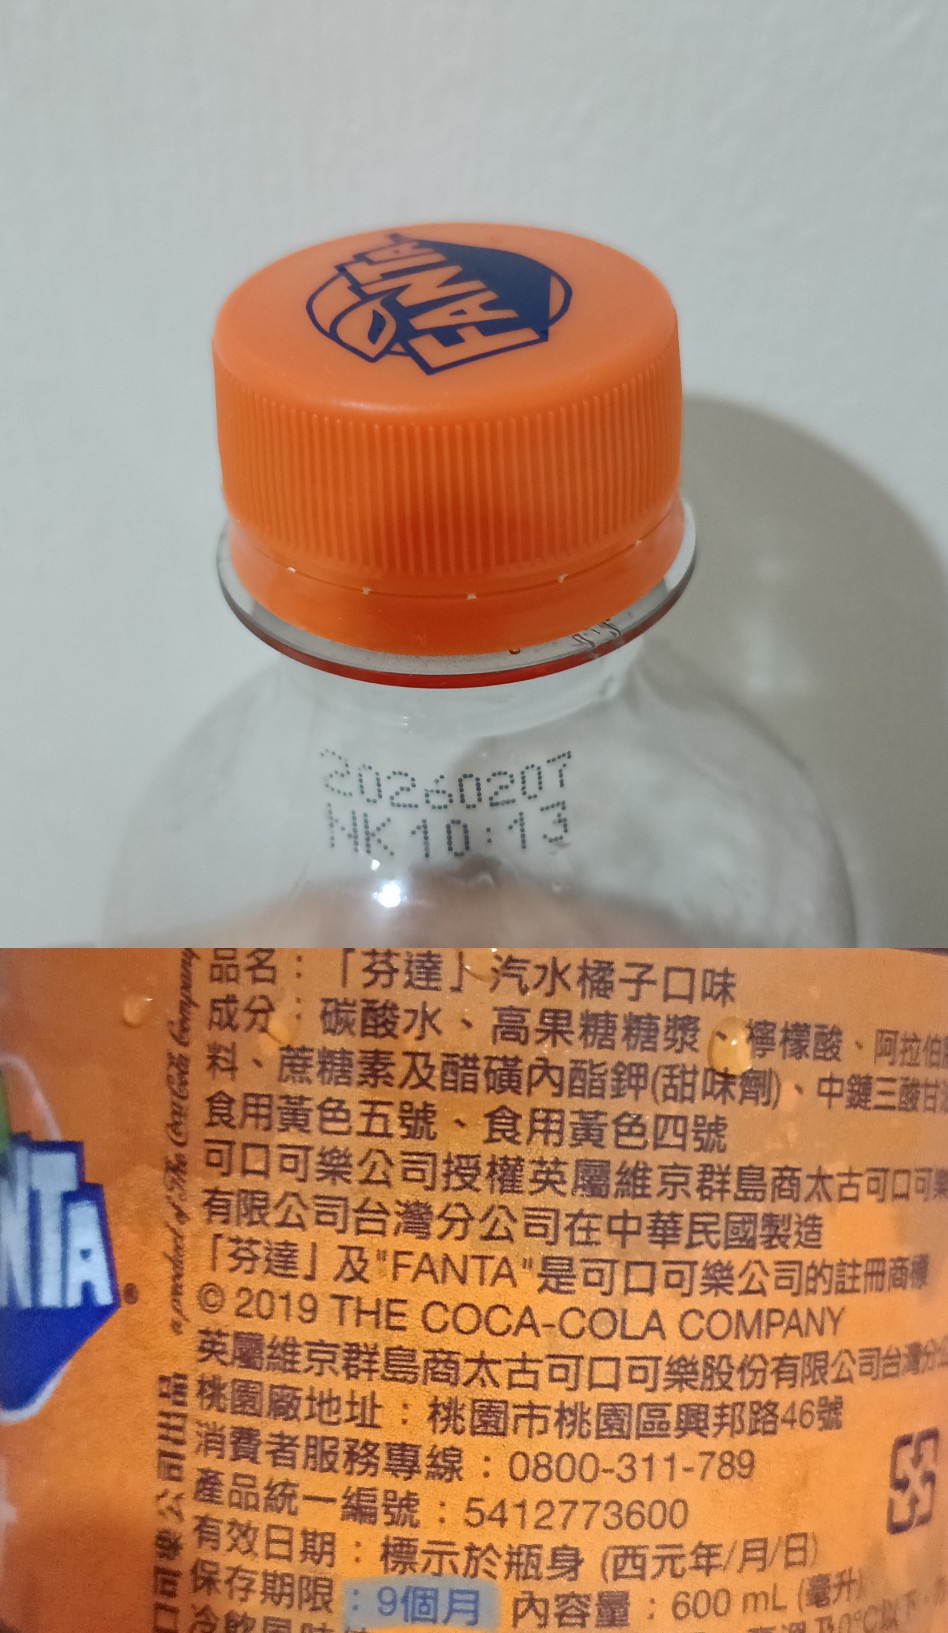 FANTA
20260207
HK10:13
品名：「芬達」汽水橘子口味
成分：碳酸水、高果糖糖漿、檸檬酸、阿拉伯
料、蔗糖素及醋磺內酯鉀(甜味劑)、中鏈三酸甘
食用黃色五號、食用黃色四號
可口可樂公司授權英屬維京群島商太古可口可樂
有限公司台灣分公司在中華民國製造
「芬達」及"FANTA"是可口可樂公司的註冊商標
© 2019 THE COCA-COLA COMPANY
英屬維京群島商太古可口可樂股份有限公司台灣分
桃園廠地址：桃園市桃園區興邦路46號
消費者服務專線：0800-311-789
產品統一編號：5412773600
有效日期：標示於瓶身 (西元年/月/日)
保存期限：9個月 內容量：600 mL (毫升)
a product of The Coca-Cola Company
NTA®